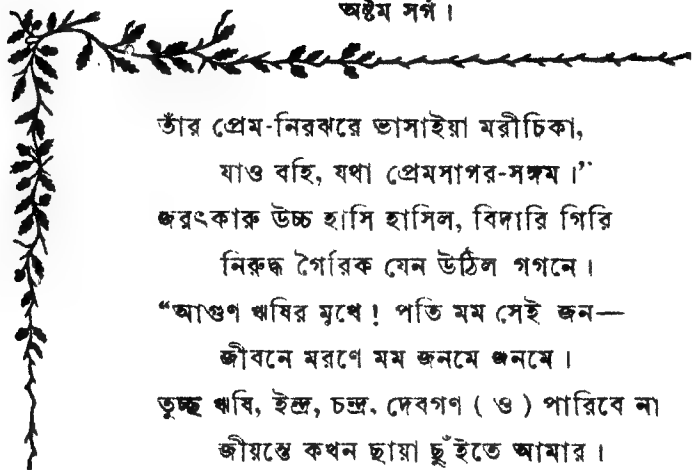 অষ্টম সর্গ।
তাঁর প্রেম-নিরঝরে ভাসাইয়া মরীচিকা,
যাও বহি, যথা প্রেমসাগর-সঙ্গম।”
জরৎকারু উচ্চ হাসি হাসিল, বিদারি গিরি
নিরুদ্ধ গৈরিক যেন উঠিল গগনে।
“আগুণ ঋষির মুখে! পতি মম সেই জন—
জীবনে মরণে মম জনমে জনমে।
তুচ্ছ ঋষি, ইন্দ্র, চন্দ্র, দেবগণ ( ও ) পারিবে না
জীয়ন্তে কখন ছায়া ছুঁইতে আমার।